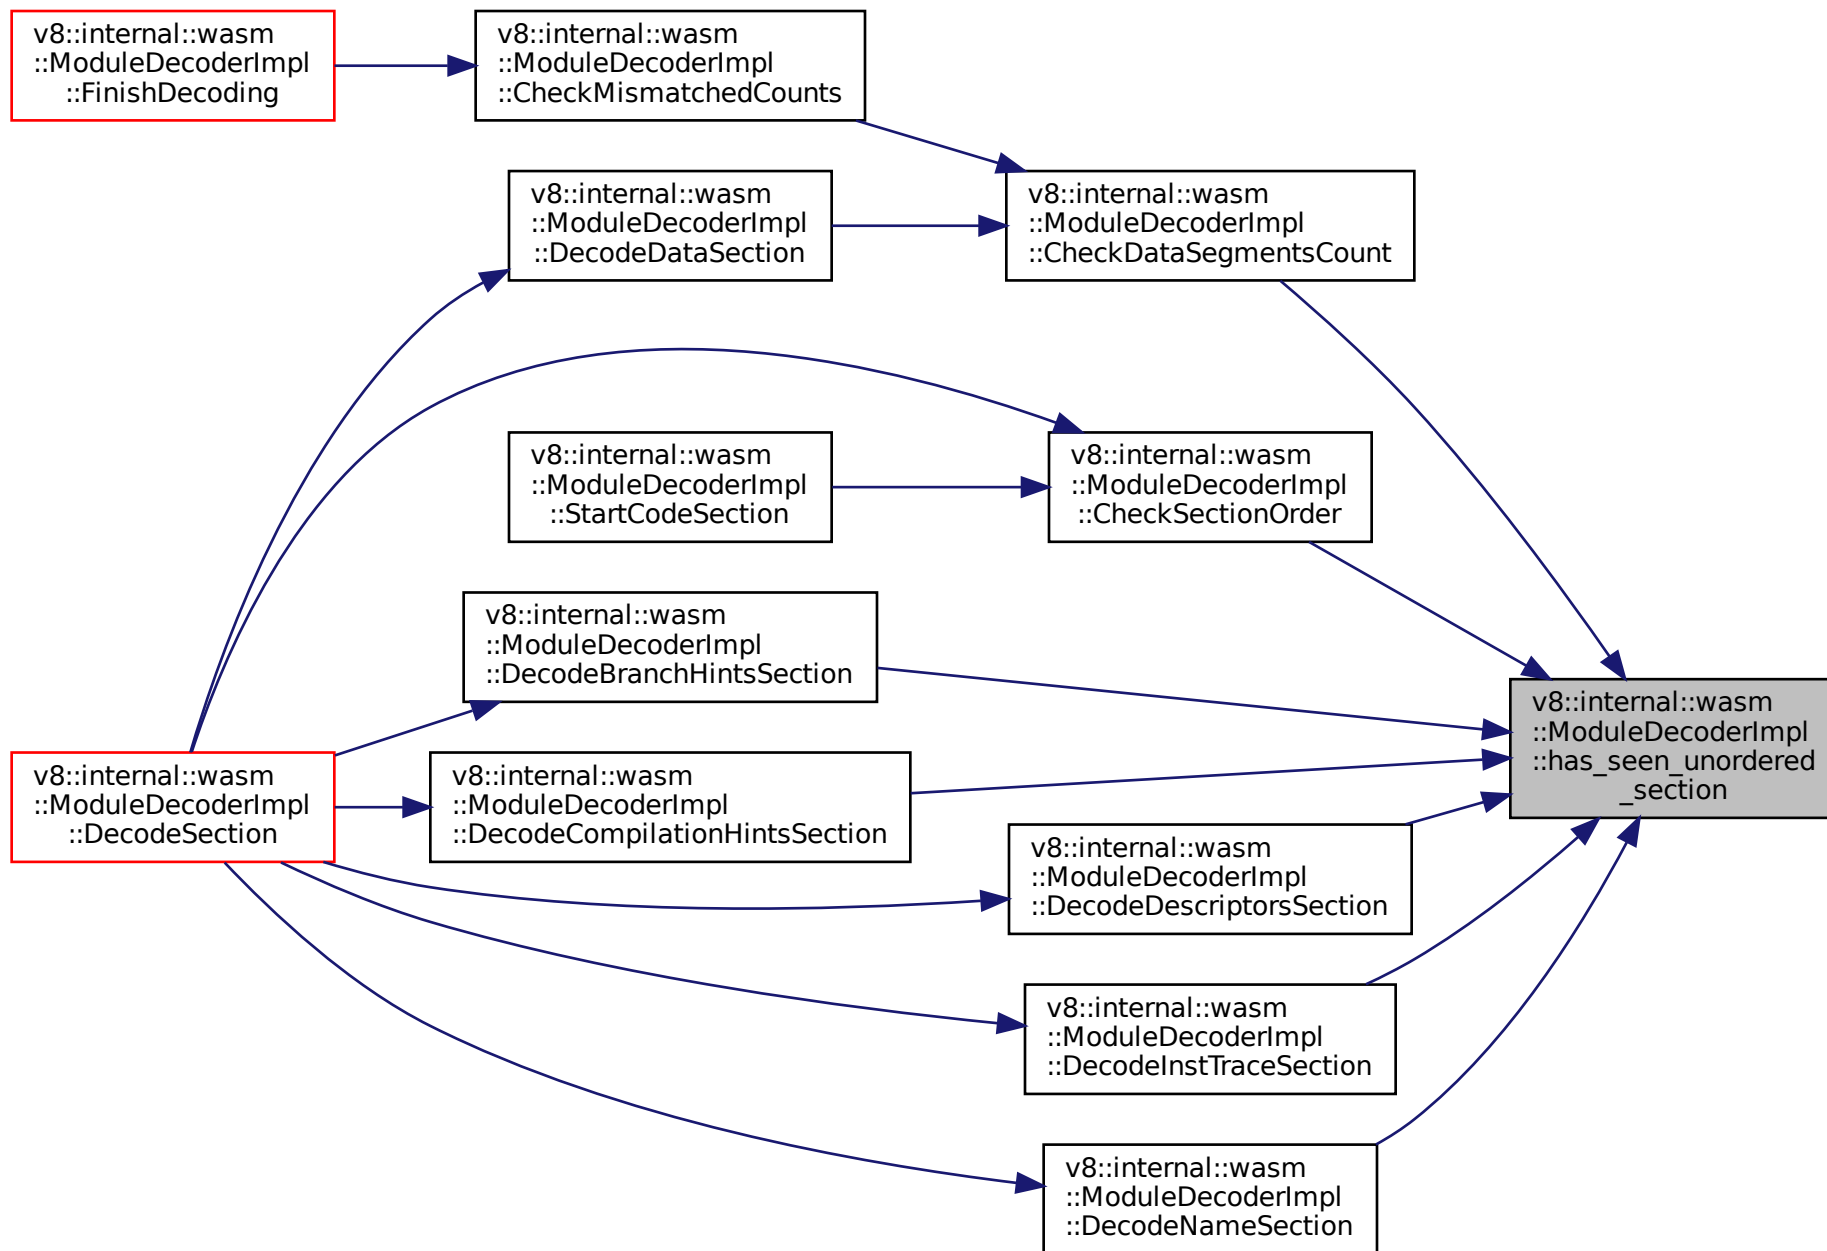 v8::internal::wasm
::ModuleDecoderImpl
::FinishDecoding
v8::internal::wasm
::ModuleDecoderImpl
::CheckMismatchedCounts
v8::internal::wasm
::ModuleDecoderImpl
::DecodeDataSection
v8::internal::wasm
::ModuleDecoderImpl
::CheckDataSegmentsCount
v8::internal::wasm
::ModuleDecoderImpl
::StartCodeSection
v8::internal::wasm
::ModuleDecoderImpl
::CheckSectionOrder
v8::internal::wasm
::ModuleDecoderImpl
::DecodeBranchHintsSection
v8::internal::wasm
::ModuleDecoderImpl
::has_seen_unordered
_section
v8::internal::wasm
::ModuleDecoderImpl
::DecodeSection
v8::internal::wasm
::ModuleDecoderImpl
::DecodeCompilationHintsSection
v8::internal::wasm
::ModuleDecoderImpl
::DecodeDescriptorsSection
v8::internal::wasm
::ModuleDecoderImpl
::DecodeInstTraceSection
v8::internal::wasm
::ModuleDecoderImpl
::DecodeNameSection